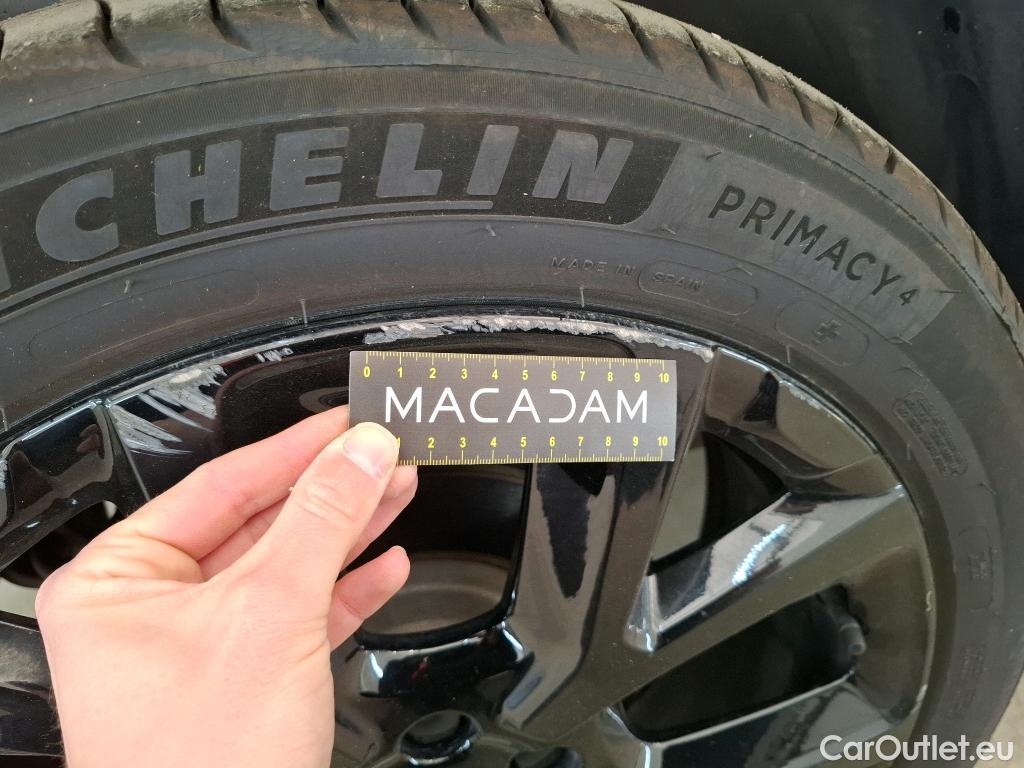 CHELIN
PRIMACY 4
MADE IN SPAIN
0 1 2 3 4 5 6 7 8 9 10
MACADAM
1 2 3 4 5 6 7 8 9 10
CarOutlet.eu